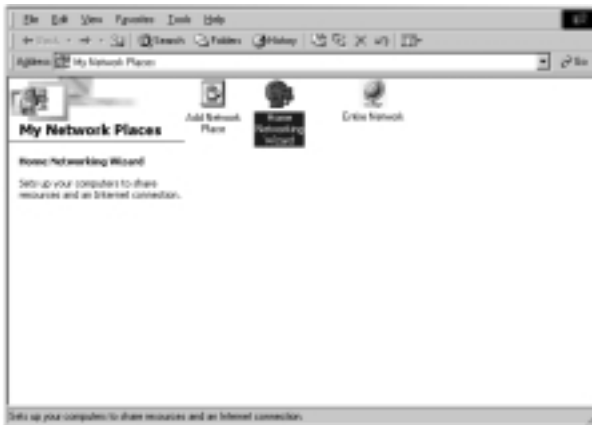 File Edit View Favorites Tools Help
Back Search Folders History
Address My Network Places Go
Add Network Place
Home Networking Wizard
Entire Network
My Network Places
Home Networking Wizard
Sets up your computers to share
resources and an Internet connection.
Sets up your computers to share resources and an Internet connection.